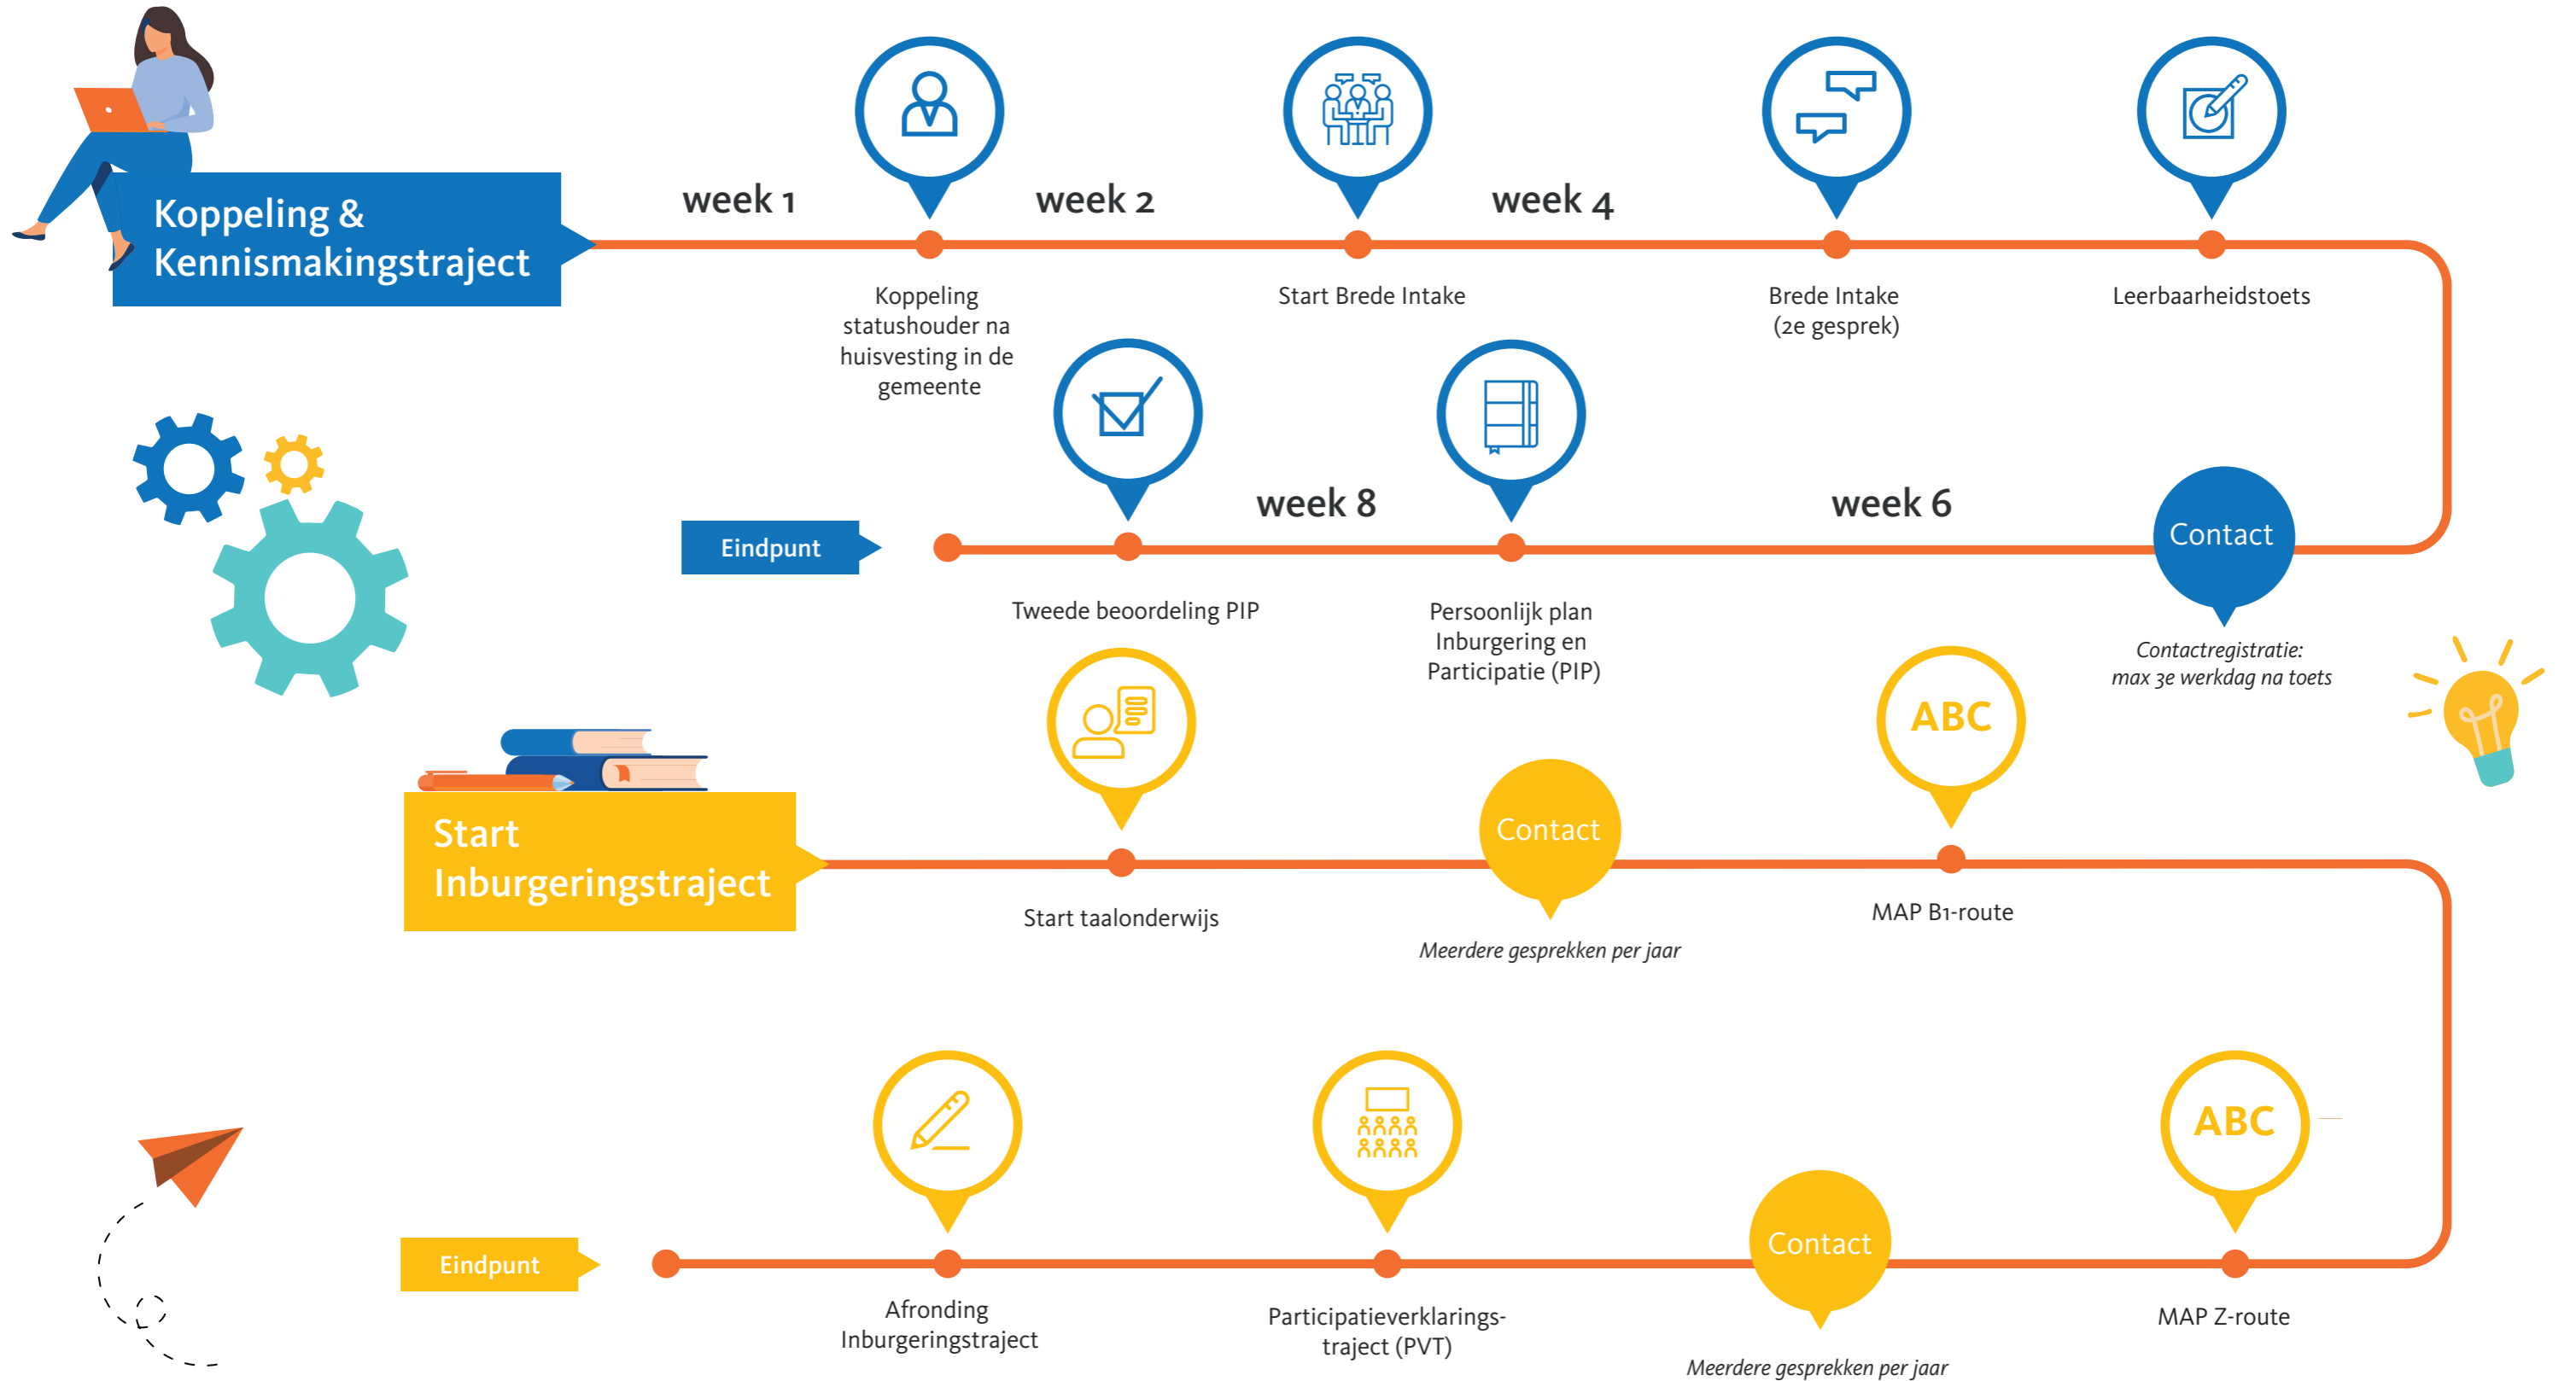 Koppeling &
Kennismakingstraject
week 1
week 2
week 4
Koppeling
statushouder na
huisvesting in de
gemeente
Start Brede Intake
Brede Intake
(2e gesprek)
Leerbaarheidstoets
Contact
Contactregistratie:
max 3e werkdag na toets
week 6
Persoonlijk plan
Inburgering en
Participatie (PIP)
week 8
Tweede beoordeling PIP
Eindpunt
Start
Inburgeringstraject
Start taalonderwijs
Contact
Meerdere gesprekken per jaar
ABC
MAP B1-route
ABC
MAP Z-route
Contact
Meerdere gesprekken per jaar
Participatieverklarings-
traject (PVT)
Afronding
Inburgeringstraject
Eindpunt